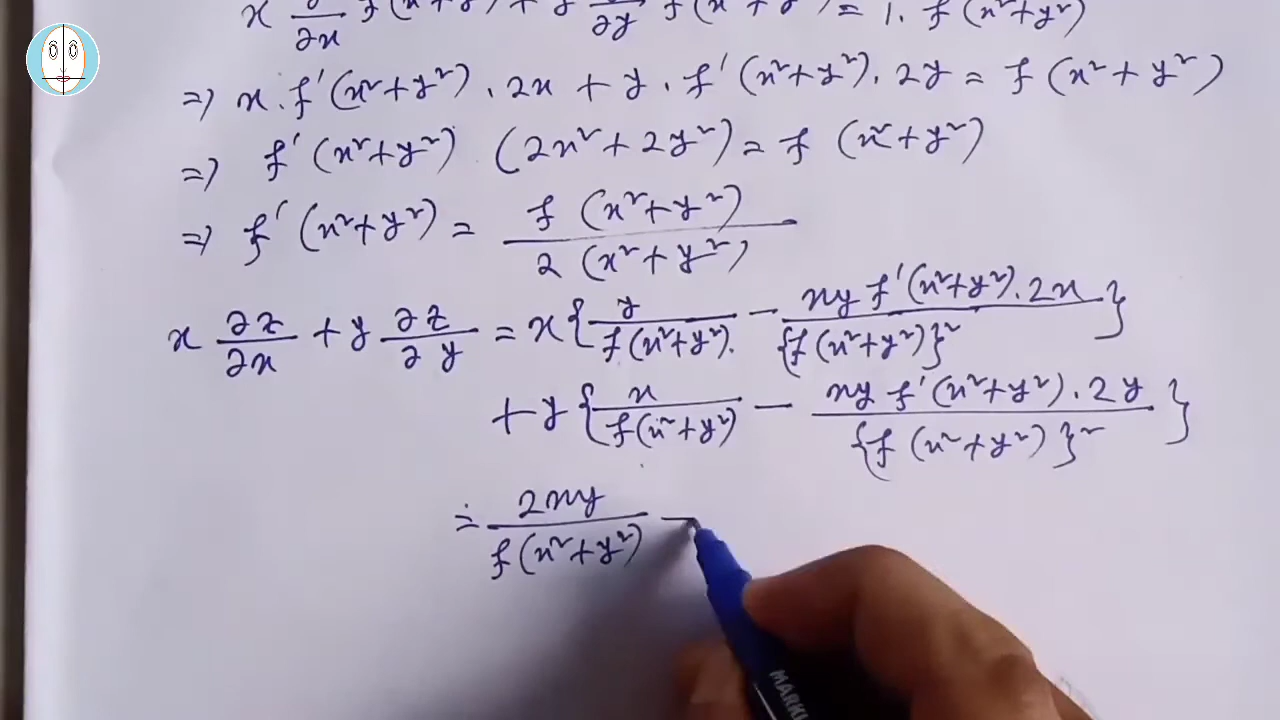 x ∂/∂x f(x²+y²) + y ∂/∂y f(x²+y²) = 1. f(x²+y²)
⇒ x . f'(x²+y²) . 2x + y . f'(x²+y²) . 2y = f(x²+y²)
⇒ f'(x²+y²) (2x²+2y²) = f (x²+y²)
⇒ f'(x²+y²) = f (x²+y²) / 2 (x²+y²)
x ∂z/∂x + y ∂z/∂y = x{ y / f(x²+y²) - xy f'(x²+y²) . 2x / {f(x²+y²)}² }
+ y{ x / f(x²+y²) - xy f'(x²+y²) . 2y / {f (x²+y²)}² }
= 2xy / f(x²+y²) -
MARK